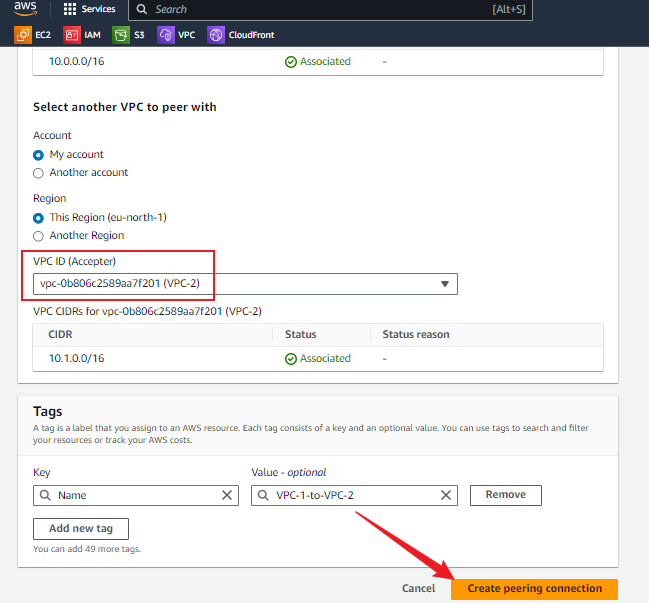 aws
Services
Search
[Alt+S]
EC2
IAM
S3
VPC
CloudFront
10.0.0.0/16
Associated
-
Select another VPC to peer with
Account
My account
Another account
Region
This Region (eu-north-1)
Another Region
VPC ID (Accepter)
vpc-0b806c2589aa7f201 (VPC-2)
VPC CIDRs for vpc-0b806c2589aa7f201 (VPC-2)
CIDR
Status
Status reason
10.1.0.0/16
Associated
-
Tags
A tag is a label that you assign to an AWS resource. Each tag consists of a key and an optional value. You can use tags to search and filter
your resources or track your AWS costs.
Key
Value - optional
Name
VPC-1-to-VPC-2
Remove
Add new tag
You can add 49 more tags.
Cancel
Create peering connection